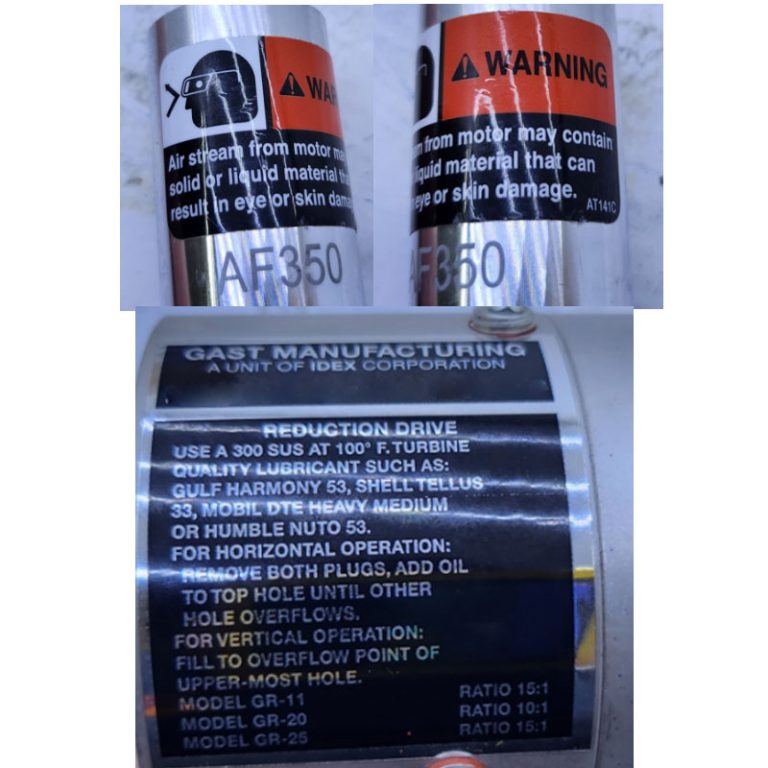 WAR
Air stream from motor ma
solid or liquid material th
result in eye or skin dama
AF350
WARNING
from motor may contain
liquid material that can
eye or skin damage. AT141C
AF350
GAST MANUFACTURING
A UNIT OF IDEX CORPORATION
REDUCTION DRIVE
USE A 300 SUS AT 100° F. TURBINE
QUALITY LUBRICANT SUCH AS:
GULF HARMONY 53, SHELL TELLUS
33, MOBIL DTE HEAVY MEDIUM
OR HUMBLE NUTO 53.
FOR HORIZONTAL OPERATION:
REMOVE BOTH PLUGS, ADD OIL
TO TOP HOLE UNTIL OTHER
HOLE OVERFLOWS.
FOR VERTICAL OPERATION:
FILL TO OVERFLOW POINT OF
UPPER-MOST HOLE.
MODEL GR-11 RATIO 15:1
MODEL GR-20 RATIO 10:1
MODEL GR-25 RATIO 15:1